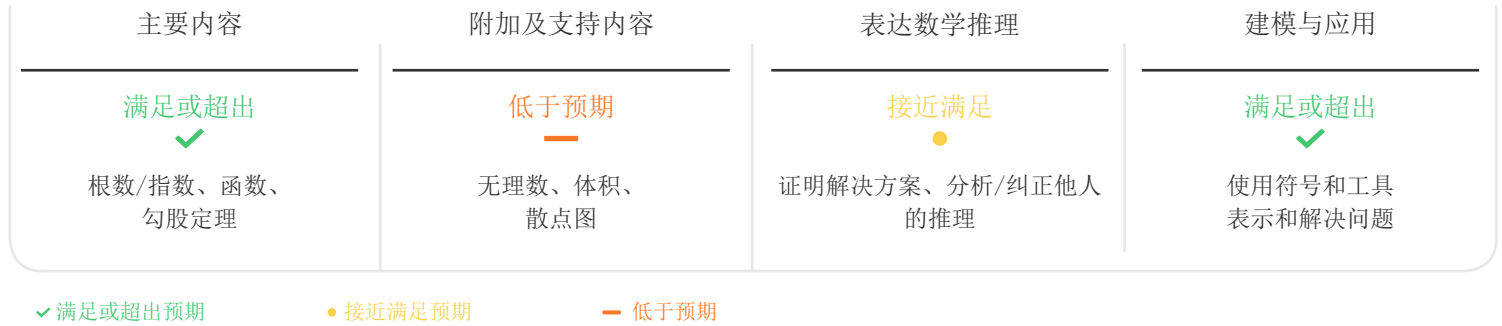 主要内容
附加及支持内容
表达数学推理
建模与应用
满足或超出
低于预期
接近满足
满足或超出
根数/指数、函数、
勾股定理
无理数、体积、
散点图
证明解决方案、分析/纠正他人
的推理
使用符号和工具
表示和解决问题
满足或超出预期
接近满足预期
低于预期